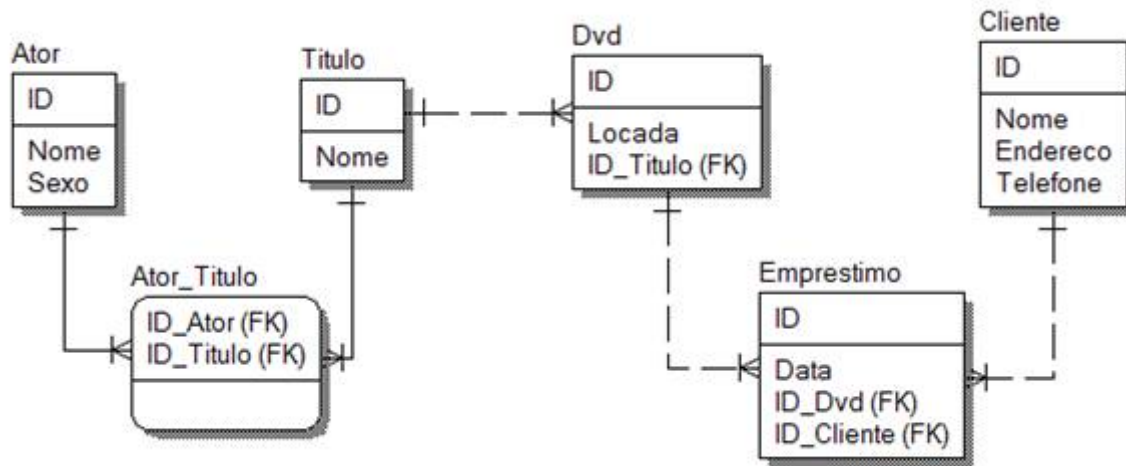 Ator
ID
Nome
Sexo
Titulo
ID
Nome
Dvd
ID
Locada
ID_Titulo (FK)
Cliente
ID
Nome
Endereco
Telefone
Ator_Titulo
ID_Ator (FK)
ID_Titulo (FK)
Emprestimo
ID
Data
ID_Dvd (FK)
ID_Cliente (FK)